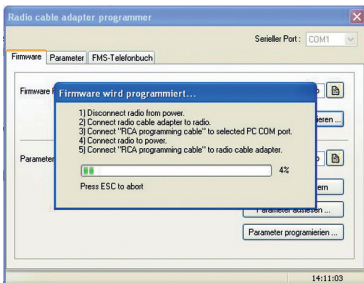 Radio cable adapter programmer
Serieller Port: COM1
Firmware Parameter FMS-Telefonbuch
Firmware
Firmware wird programmiert...
1) Disconnect radio from power.
2) Connect radio cable adapter to radio.
3) Connect "RCA programming cable" to selected PC COM port.
4) Connect radio to power.
5) Connect "RCA programming cable" to radio cable adapter.
4%
Press ESC to abort
Parameter
Parameter programieren ...
14:11:03